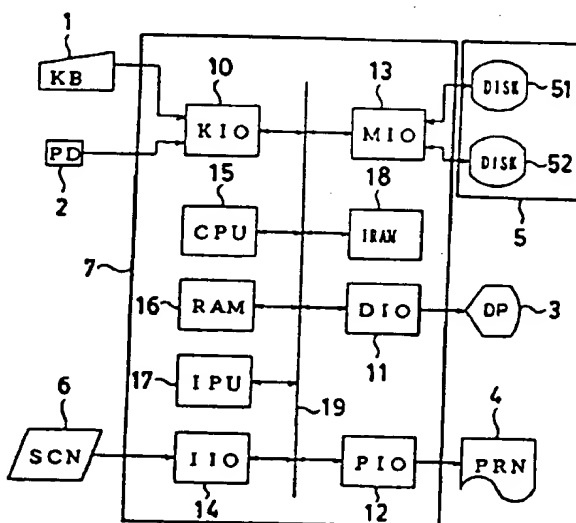 1
KB
10
KIO
13
MIO
DISK
51
PD
2
DISK
52
15
CPU
18
IRAM
5
7
16
RAM
DIO
11
DP
3
17
IPU
19
6
SCN
IIO
14
PIO
12
4
PRN